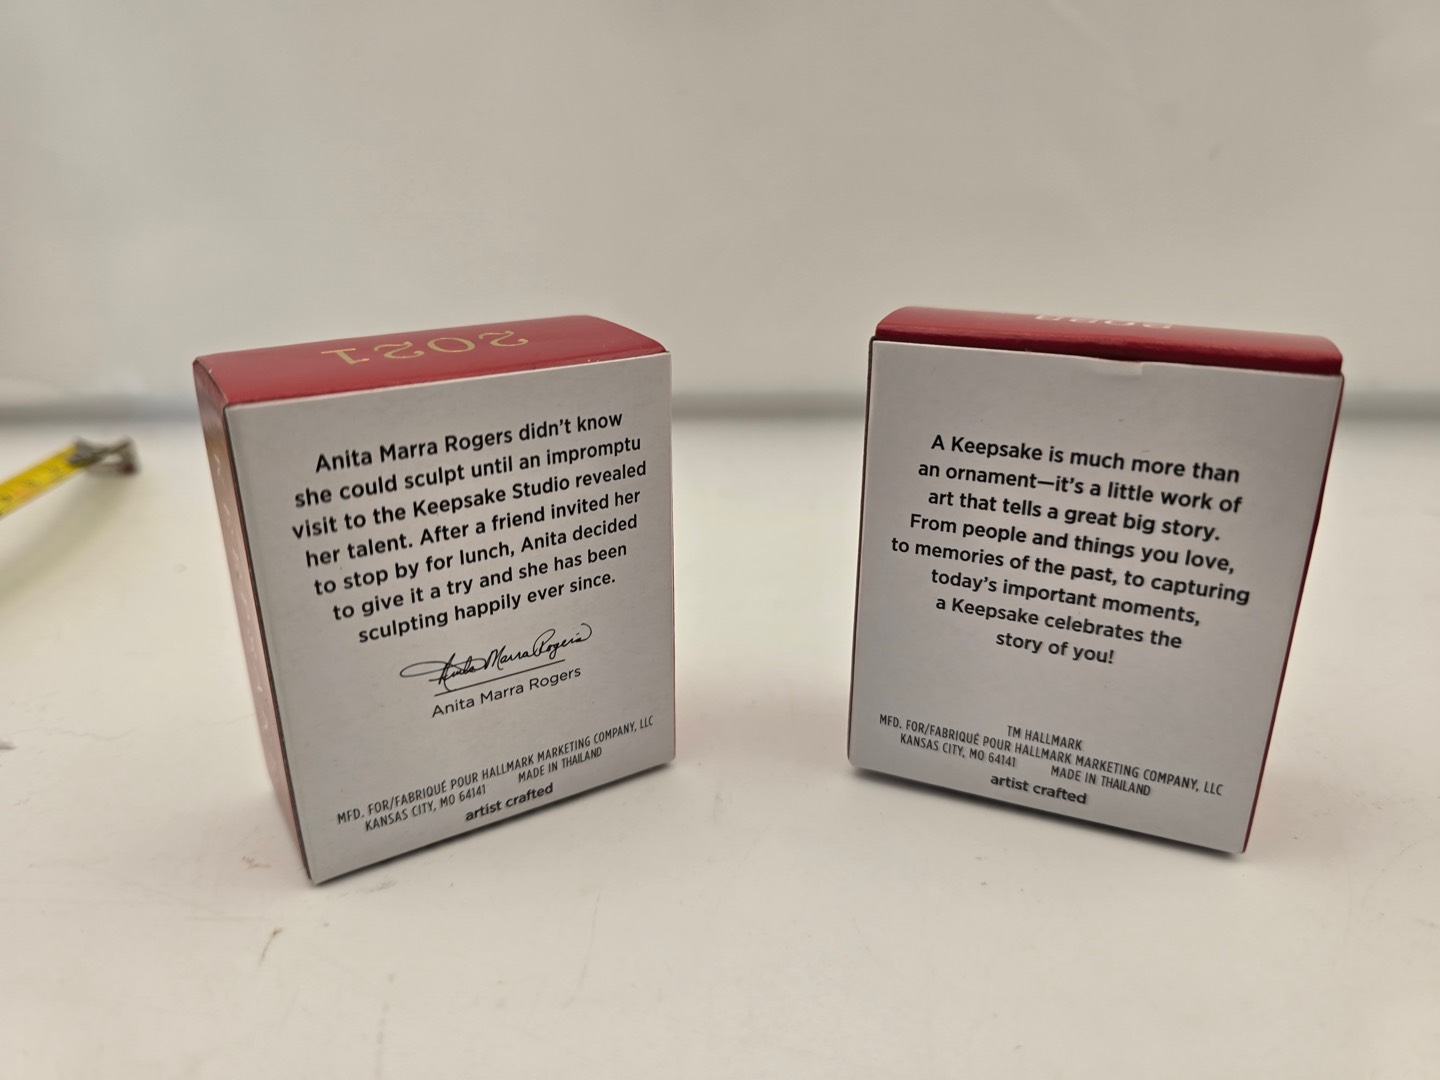 2021
Anita Marra Rogers didn't know
she could sculpt until an impromptu
visit to the Keepsake Studio revealed
her talent. After a friend invited her
to stop by for lunch, Anita decided
to give it a try and she has been
sculpting happily ever since.
Anita Marra Rogers
Anita Marra Rogers
MFD. FOR/FABRIQUÉ POUR HALLMARK MARKETING COMPANY, LLC
KANSAS CITY, MO 64141 MADE IN THAILAND
artist crafted
A Keepsake is much more than
an ornament—it's a little work of
art that tells a great big story.
From people and things you love,
to memories of the past, to capturing
today's important moments,
a Keepsake celebrates the
story of you!
TM HALLMARK
MFD. FOR/FABRIQUÉ POUR HALLMARK MARKETING COMPANY, LLC
KANSAS CITY, MO 64141 MADE IN THAILAND
artist crafted